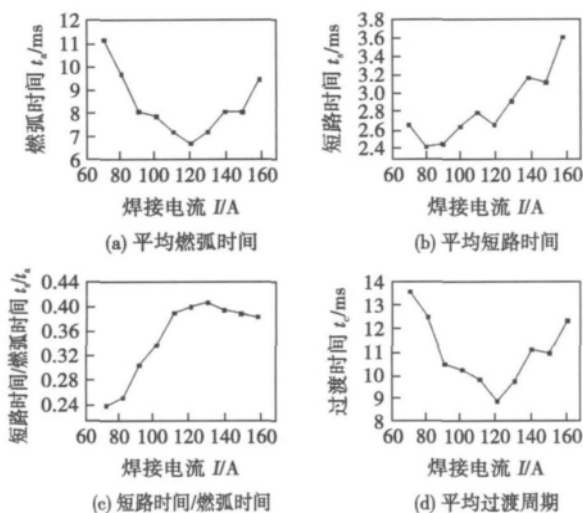 燃弧时间 tₐ/ms
12
11
10
9
8
7
6
60 80 100 120 140 160
焊接电流 I/A
(a) 平均燃弧时间
短路时间 tₛ/ms
3.8
3.6
3.4
3.2
3.0
2.8
2.6
2.4
60 80 100 120 140 160
焊接电流 I/A
(b) 平均短路时间
短路时间/燃弧时间 tₛ/tₐ
0.44
0.40
0.36
0.32
0.28
0.24
60 80 100 120 140 160
焊接电流 I/A
(c) 短路时间/燃弧时间
过渡时间 t꜀/ms
14
13
12
11
10
9
8
60 80 100 120 140 160
焊接电流 I/A
(d) 平均过渡周期